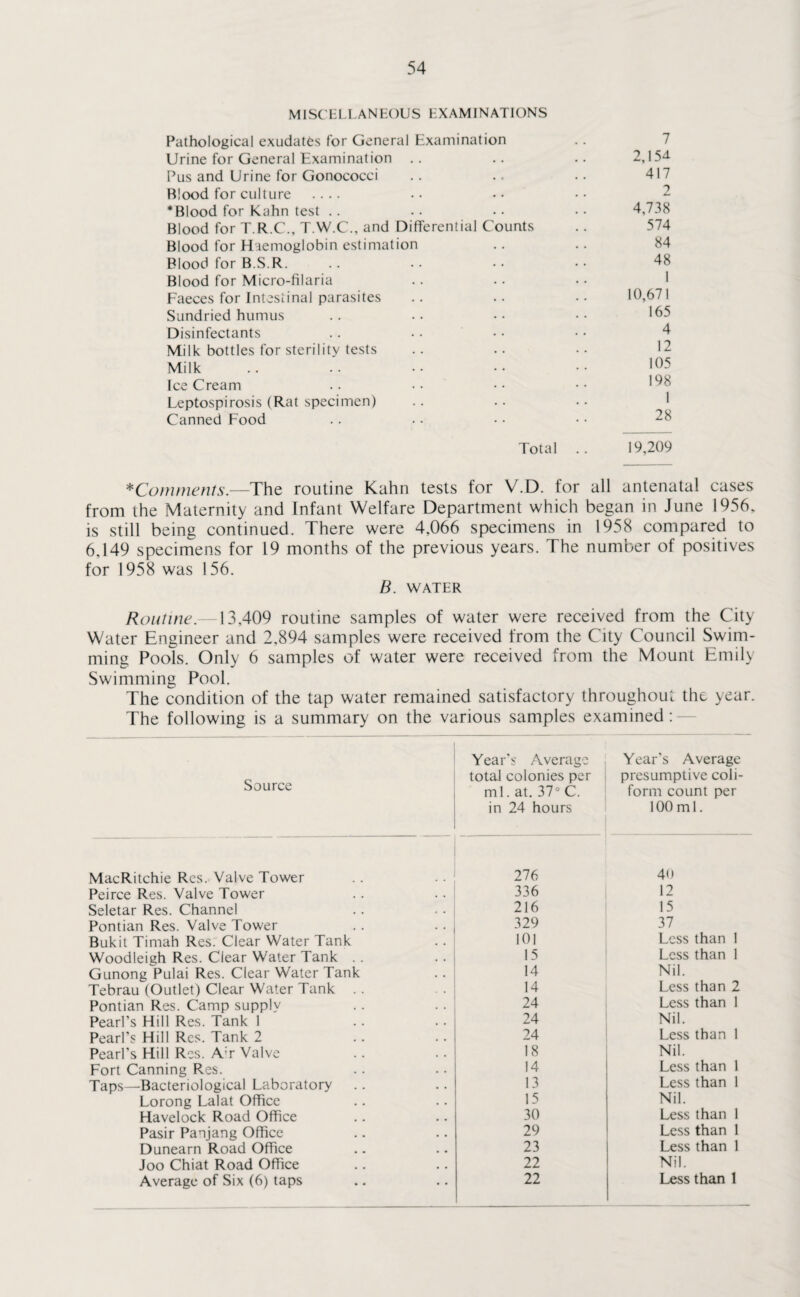 54
MISCELLANEOUS EXAMINATIONS
Pathological exudates for General Examination .. 7
Urine for General Examination .. .. .. 2,154
Pus and Urine for Gonococci .. .. .. 417
Blood for culture .... .. .. .. 2
*Blood for Kahn test .. .. .. .. 4,738
Blood for T.R.C., T.W.C., and Differential Counts .. 574
Blood for Haemoglobin estimation .. .. 84
Blood for B.S.R. .. .. .. .. 48
Blood for Micro-filaria .. .. .. 1
Faeces for Intestinal parasites .. .. .. 10,671
Sundried humus .. .. .. .. 165
Disinfectants .. .. .. .. 4
Milk bottles for sterility tests .. .. .. 12
Milk .. .. .. .. .. 105
Ice Cream .. .. .. .. 198
Leptospirosis (Rat specimen) .. .. .. 1
Canned Food .. .. .. .. 28
Total .. 19,209
*Comments.—The routine Kahn tests for V.D. for all antenatal cases
from the Maternity and Infant Welfare Department which began in June 1956,
is still being continued. There were 4,066 specimens in 1958 compared to
6,149 specimens for 19 months of the previous years. The number of positives
for 1958 was 156.
B. WATER
Routine.—13,409 routine samples of water were received from the City
Water Engineer and 2,894 samples were received from the City Council Swim-
ming Pools. Only 6 samples of water were received from the Mount Emily
Swimming Pool.
The condition of the tap water remained satisfactory throughout the year.
The following is a summary on the various samples examined:—
Source
Year's Average
total colonies per
ml. at. 37° C.
in 24 hours
Year's Average
presumptive coli-
form count per
100 ml.
MacRitchie Res. Valve Tower .. .. 276 40
Peirce Res. Valve Tower .. .. 336 12
Seletar Res. Channel .. .. 216 15
Pontian Res. Valve Tower .. .. 329 37
Bukit Timah Res. Clear Water Tank .. 101 Less than 1
Woodleigh Res. Clear Water Tank .. .. 15 Less than 1
Gunong Pulai Res. Clear Water Tank .. 14 Nil.
Tebrau (Outlet) Clear Water Tank .. .. 14 Less than 2
Pontian Res. Camp supply .. .. 24 Less than 1
Pearl's Hill Res. Tank 1 .. .. 24 Nil.
Pearl's Hill Res. Tank 2 .. .. 24 Less than 1
Pearl's Hill Res. Air Valve .. .. 18 Nil.
Fort Canning Res. .. .. 14 Less than 1
Taps—Bacteriological Laboratory .. .. 13 Less than 1
Lorong Lalat Office .. .. 15 Nil.
Havelock Road Office .. .. 30 Less than 1
Pasir Panjang Office .. .. 29 Less than 1
Dunearn Road Office .. .. 23 Less than 1
Joo Chiat Road Office .. .. 22 Nil.
Average of Six (6) taps .. .. 22 Less than 1